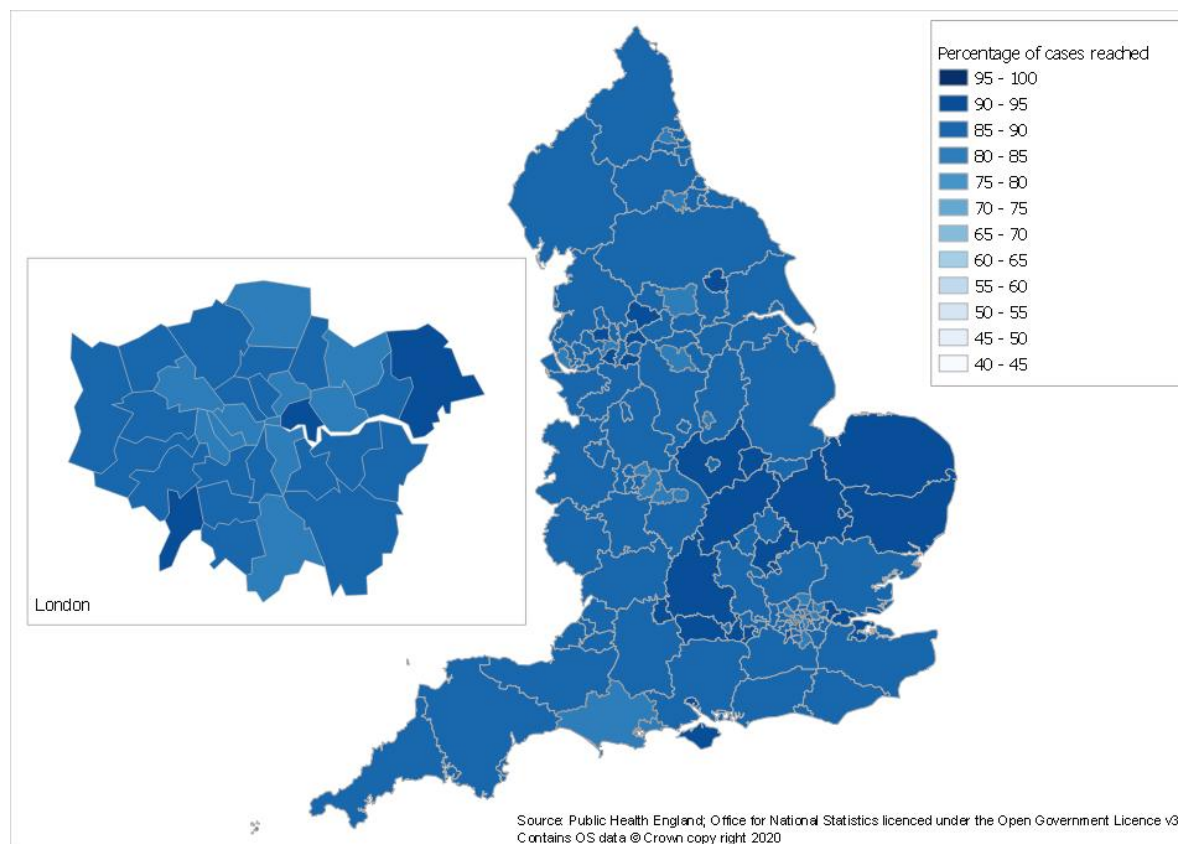 Percentage of cases reached
95 - 100
90 - 95
85 - 90
80 - 85
75 - 80
70 - 75
65 - 70
60 - 65
55 - 60
50 - 55
45 - 50
40 - 45
London
Source: Public Health England; Office for National Statistics licenced under the Open Government Licence v3
Contains OS data © Crown copy right 2020